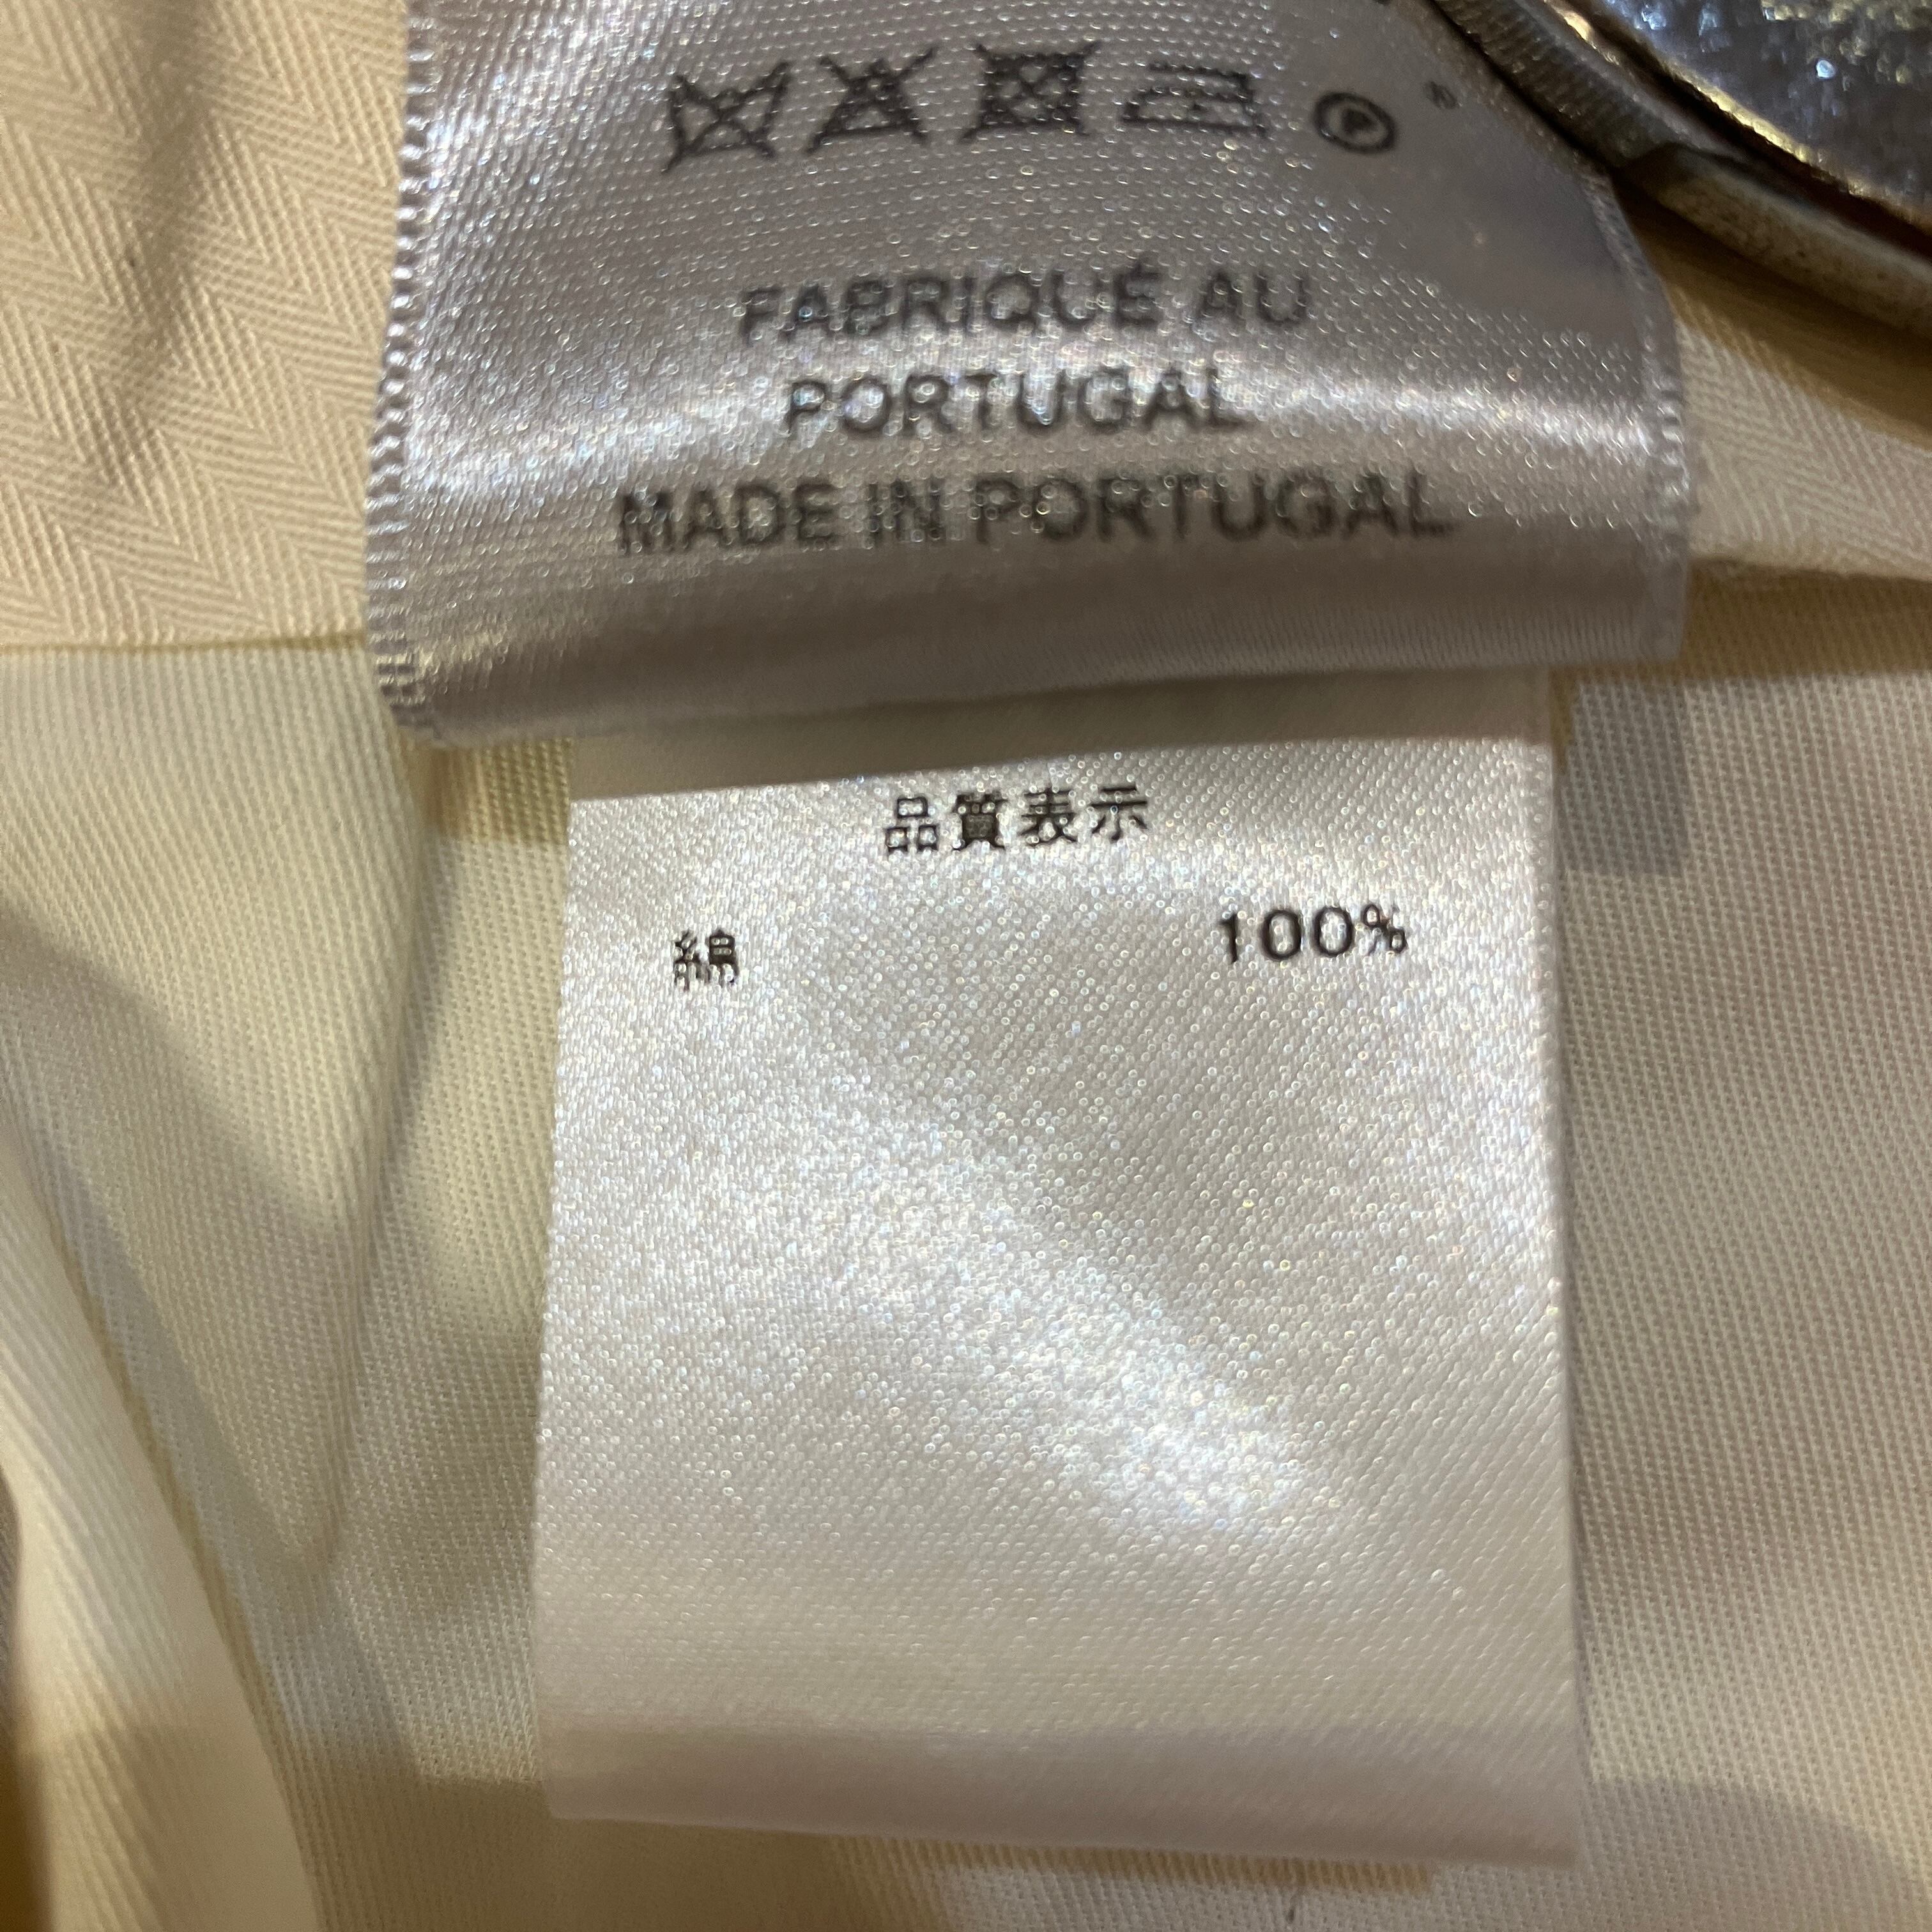 P
FABRIQUÉ AU
PORTUGAL
MADE IN PORTUGAL
品質表示
綿 100%